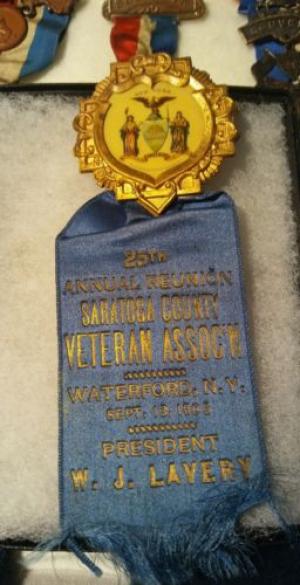 25TH
ANNUAL REUNION
SARATOGA COUNTY
VETERAN ASSOC'N
WATERFORD, N.Y.
SEPT. 13,
PRESIDENT
W. J. LAVERY